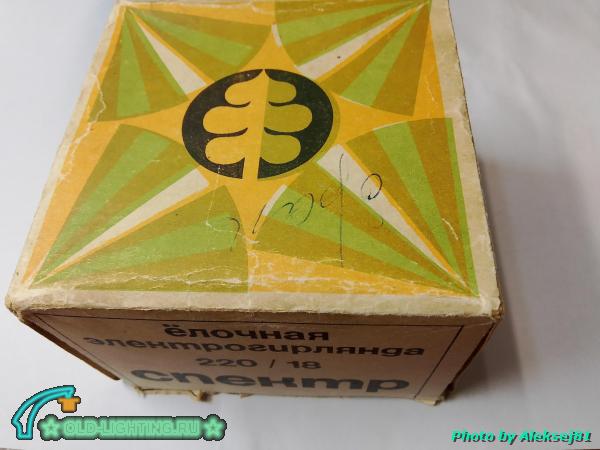 ёлочная
электрогирлянда
220 / 18
спектр
OLD-LIGHTING.RU
Photo by Aleksej81